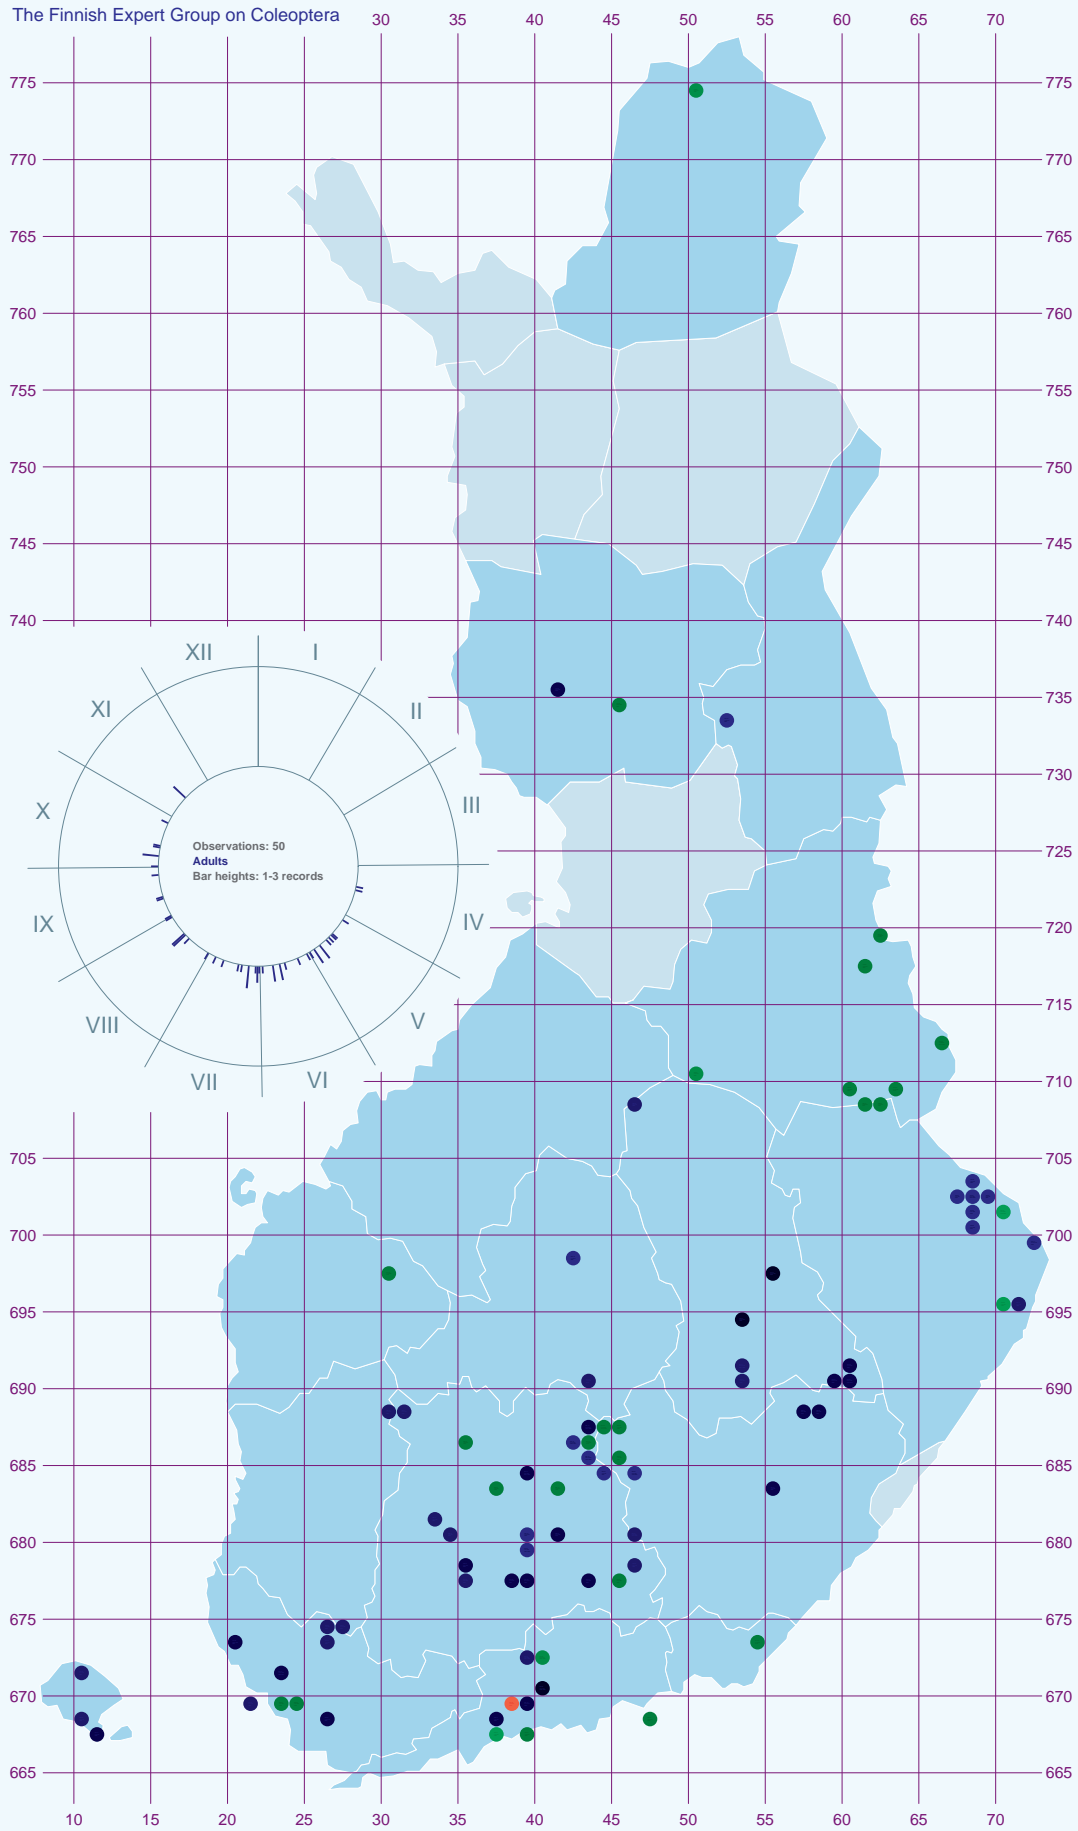 The Finnish Expert Group on Coleoptera
30 40 45 50 55 60 70
775 775
770 770
765 765
760 760
755 755
750 750
745 745
740 740
735
730
725
720
715
710
705 705
700 700
695 695
690 690
685 685
680 680
675 675
670 670
665 665
XII I
XI II
X III
IX IV
VIII V
VII VI
Observations: 50
Adults
Bar heights: 1-3 records
10 15 20 25 30 35 40 45 50 55 60 70